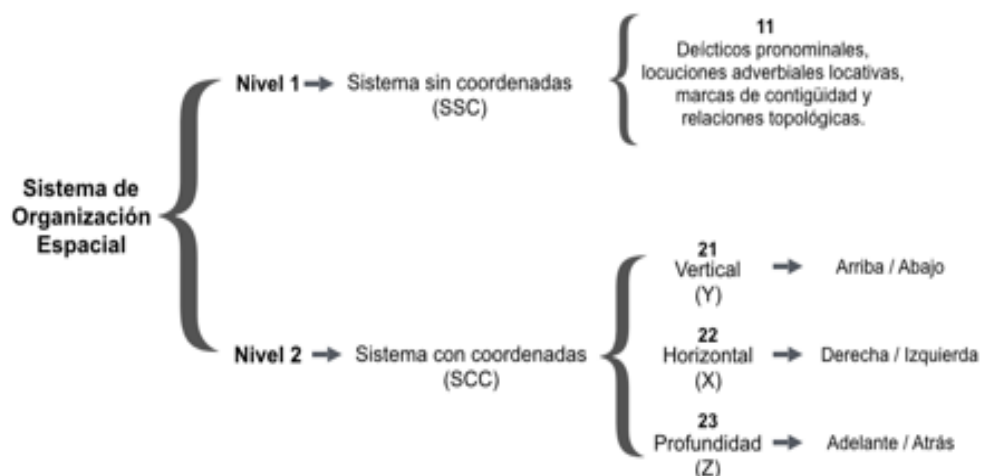 Sistema de
Organización
Espacial
Nivel 1
Sistema sin coordenadas
(SSC)
11
Deícticos pronominales,
locuciones adverbiales locativas,
marcas de contigüidad y
relaciones topológicas.
Nivel 2
Sistema con coordenadas
(SCC)
21
Vertical
(Y)
Arriba / Abajo
22
Horizontal
(X)
Derecha / Izquierda
23
Profundidad
(Z)
Adelante / Atrás